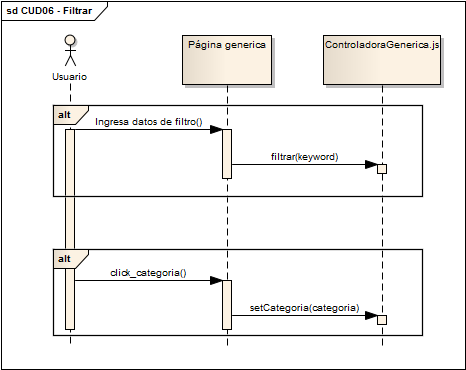 sd CUD06 - Filtrar
Usuario
Página generica
ControladoraGenerica.js
alt
Ingresa datos de filtro()
filtrar(keyword)
alt
click_categoria()
setCategoria(categoria)